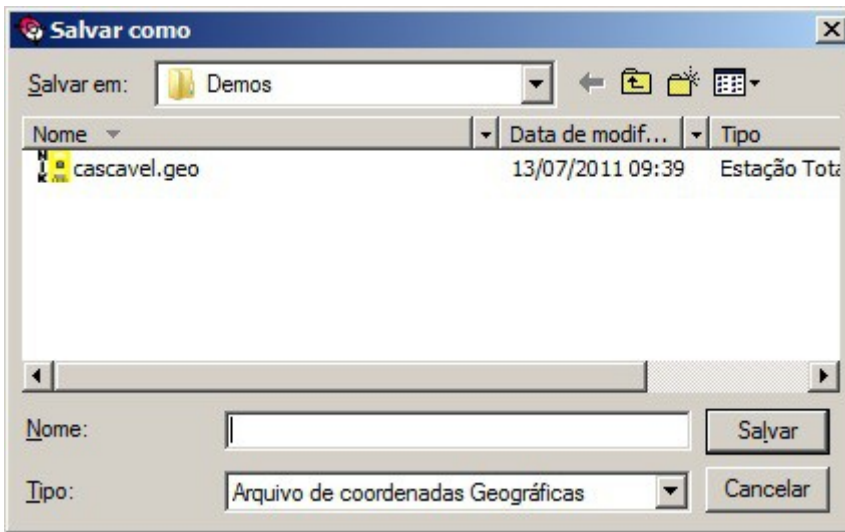 Salvar como
Salvar em: Demos
Nome Data de modif... Tipo
cascavel.geo 13/07/2011 09:39 Estação Tota
Nome: Salvar
Tipo: Arquivo de coordenadas Geográficas Cancelar